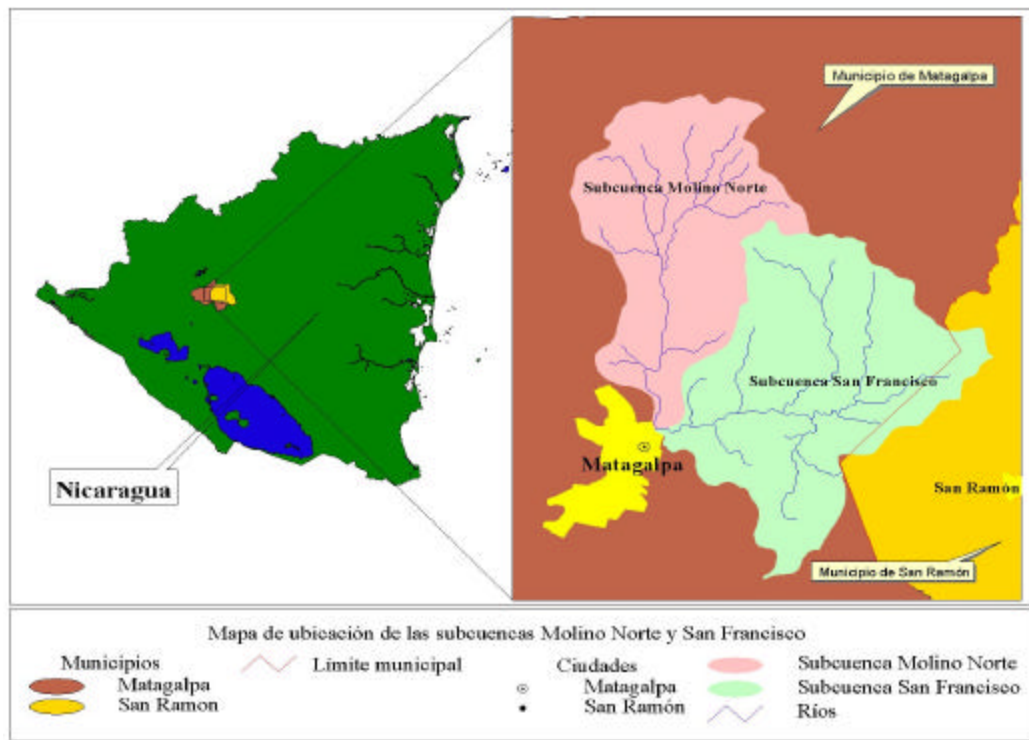 Municipio de Matagalpa
Subcuenca Molino Norte
Subcuenca San Francisco
Matagalpa
Nicaragua
San Ramón
Municipio de San Ramón
Mapa de ubicación de las subcuencas Molino Norte y San Francisco
Municipios
Matagalpa
San Ramon
Límite municipal
Ciudades
Matagalpa
San Ramón
Subcuenca Molino Norte
Subcuenca San Francisco
Ríos